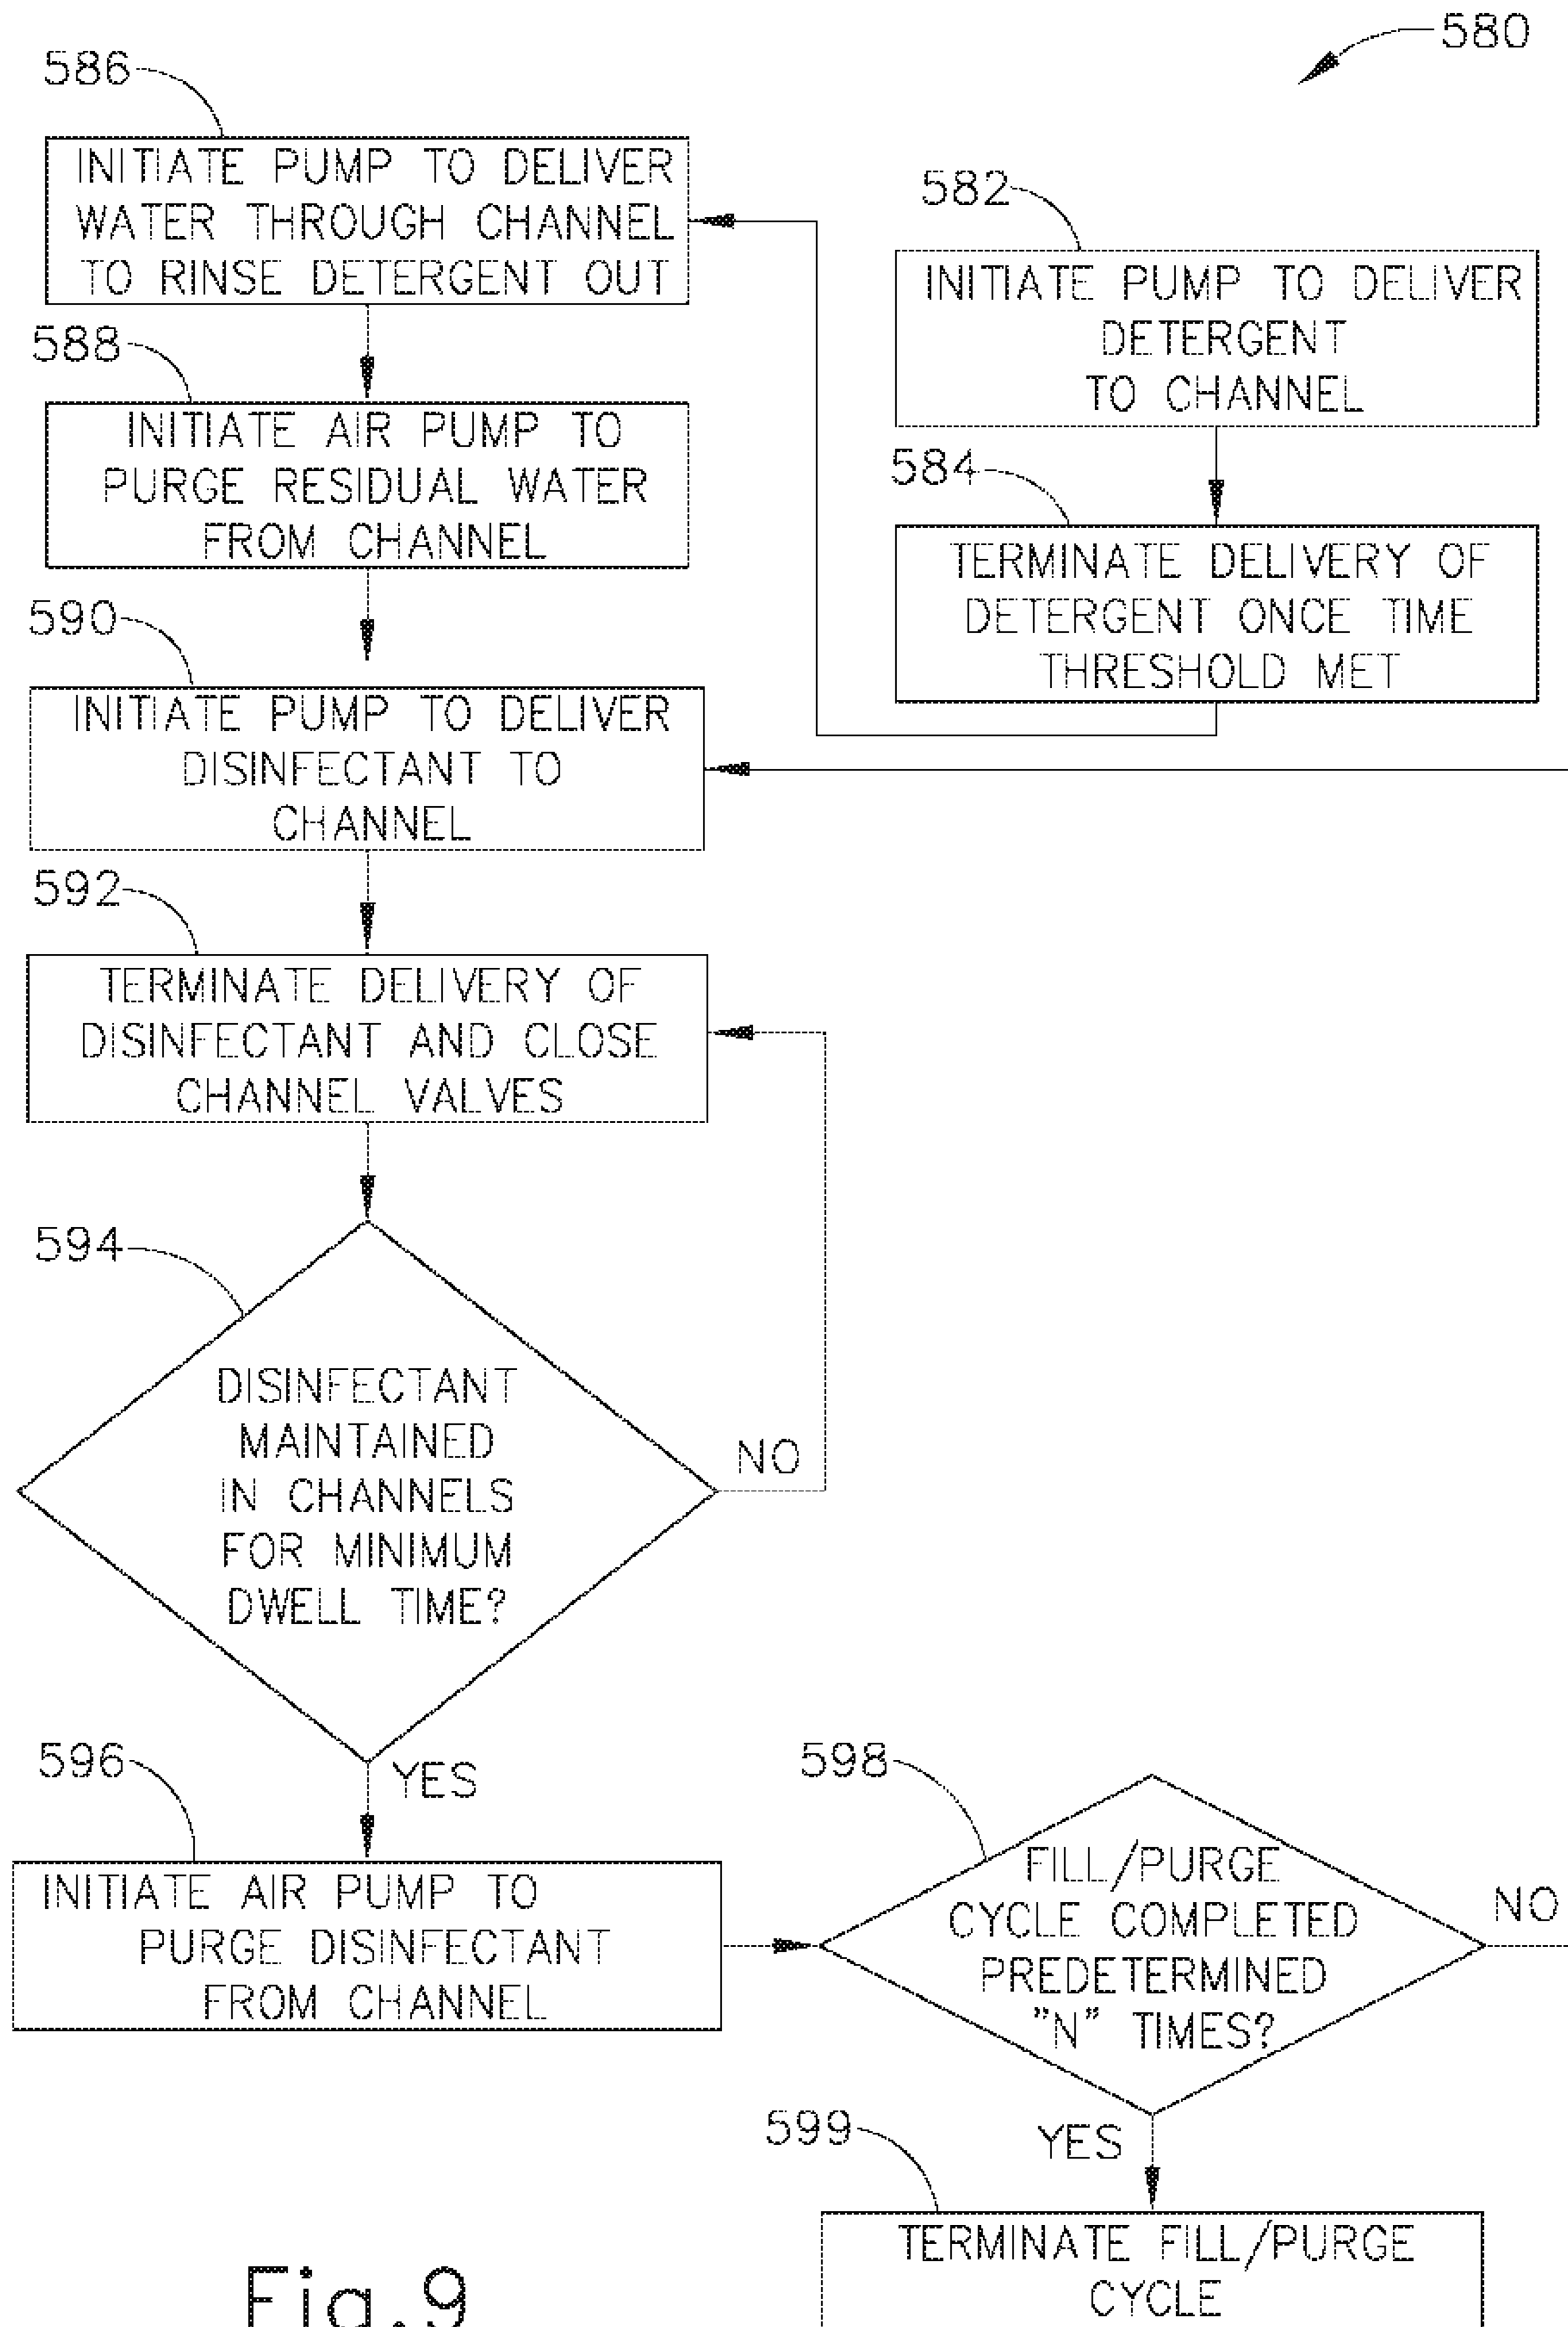 580
586
INITIATE PUMP TO DELIVER
WATER THROUGH CHANNEL
TO RINSE DETERGENT OUT
582
INITIATE PUMP TO DELIVER
DETERGENT
TO CHANNEL
588
INITIATE AIR PUMP TO
PURGE RESIDUAL WATER
FROM CHANNEL
584
TERMINATE DELIVERY OF
DETERGENT ONCE TIME
THRESHOLD MET
590
INITIATE PUMP TO DELIVER
DISINFECTANT TO
CHANNEL
592
TERMINATE DELIVERY OF
DISINFECTANT AND CLOSE
CHANNEL VALVES
594
DISINFECTANT
MAINTAINED
IN CHANNELS
FOR MINIMUM
DWELL TIME?
NO
YES
596
INITIATE AIR PUMP TO
PURGE DISINFECTANT
FROM CHANNEL
598
FILL/PURGE
CYCLE COMPLETED
PREDETERMINED
"N" TIMES?
NO
YES
599
TERMINATE FILL/PURGE
CYCLE
Fig.9